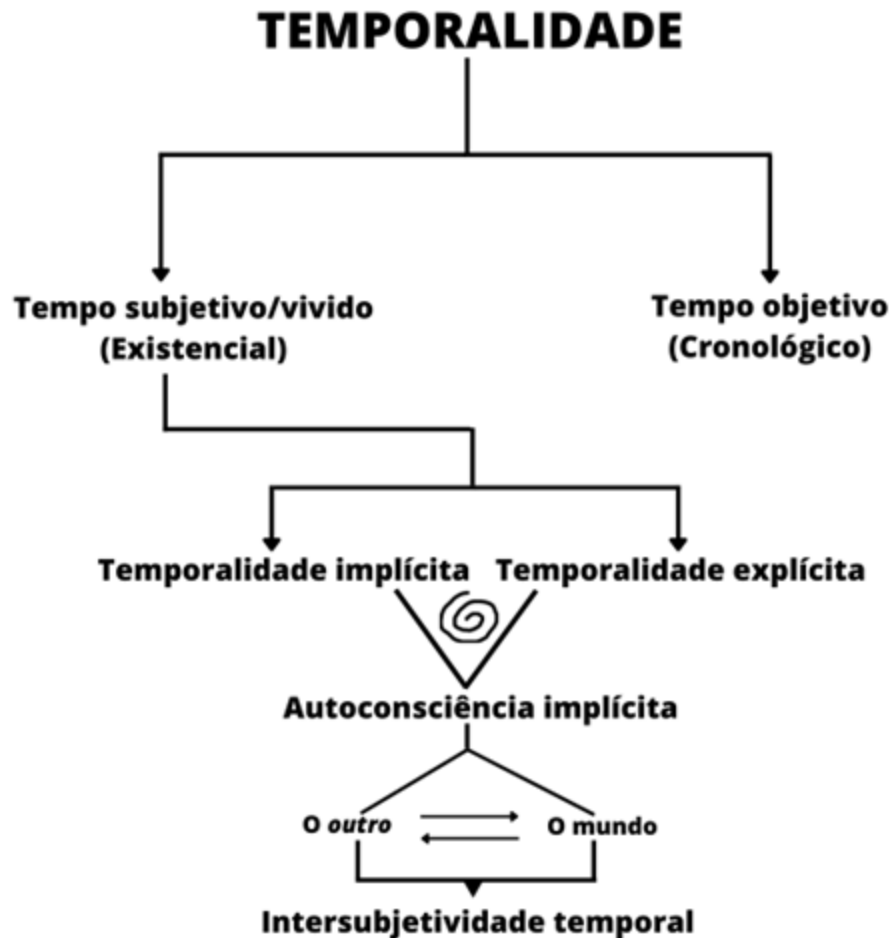 TEMPORALIDADE
Tempo subjetivo/vivido
(Existencial)
Tempo objetivo
(Cronológico)
Temporalidade implícita
Temporalidade explícita
Autoconsciência implícita
O outro
O mundo
Intersubjetividade temporal